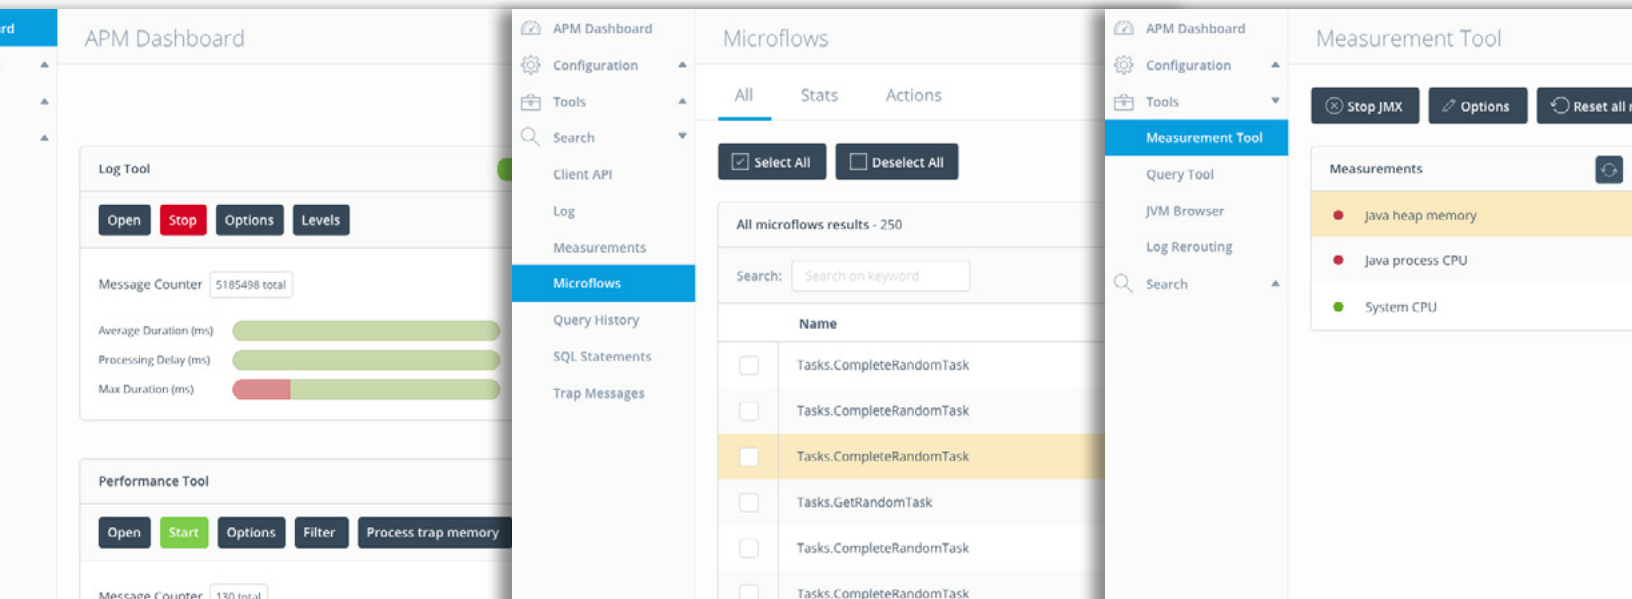 APM Dashboard
Log Tool
Open Stop Options Levels
Message Counter 5185498 total
Average Duration (ms)
Processing Delay (ms)
Max Duration (ms)
Performance Tool
Open Start Options Filter Process trap memory
Message Counter 130 total
APM Dashboard
Configuration
Tools
Search
Client API
Log
Measurements
Microflows
Query History
SQL Statements
Trap Messages
Microflows
All Stats Actions
Select All Deselect All
All microflows results - 250
Search: Search on keyword
Name
Tasks.CompleteRandomTask
Tasks.CompleteRandomTask
Tasks.CompleteRandomTask
Tasks.GetRandomTask
Tasks.CompleteRandomTask
Tasks.CompleteRandomTask
APM Dashboard
Configuration
Tools
Measurement Tool
Query Tool
JVM Browser
Log Rerouting
Search
Measurement Tool
Stop JMX Options Reset all
Measurements
Java heap memory
Java process CPU
System CPU